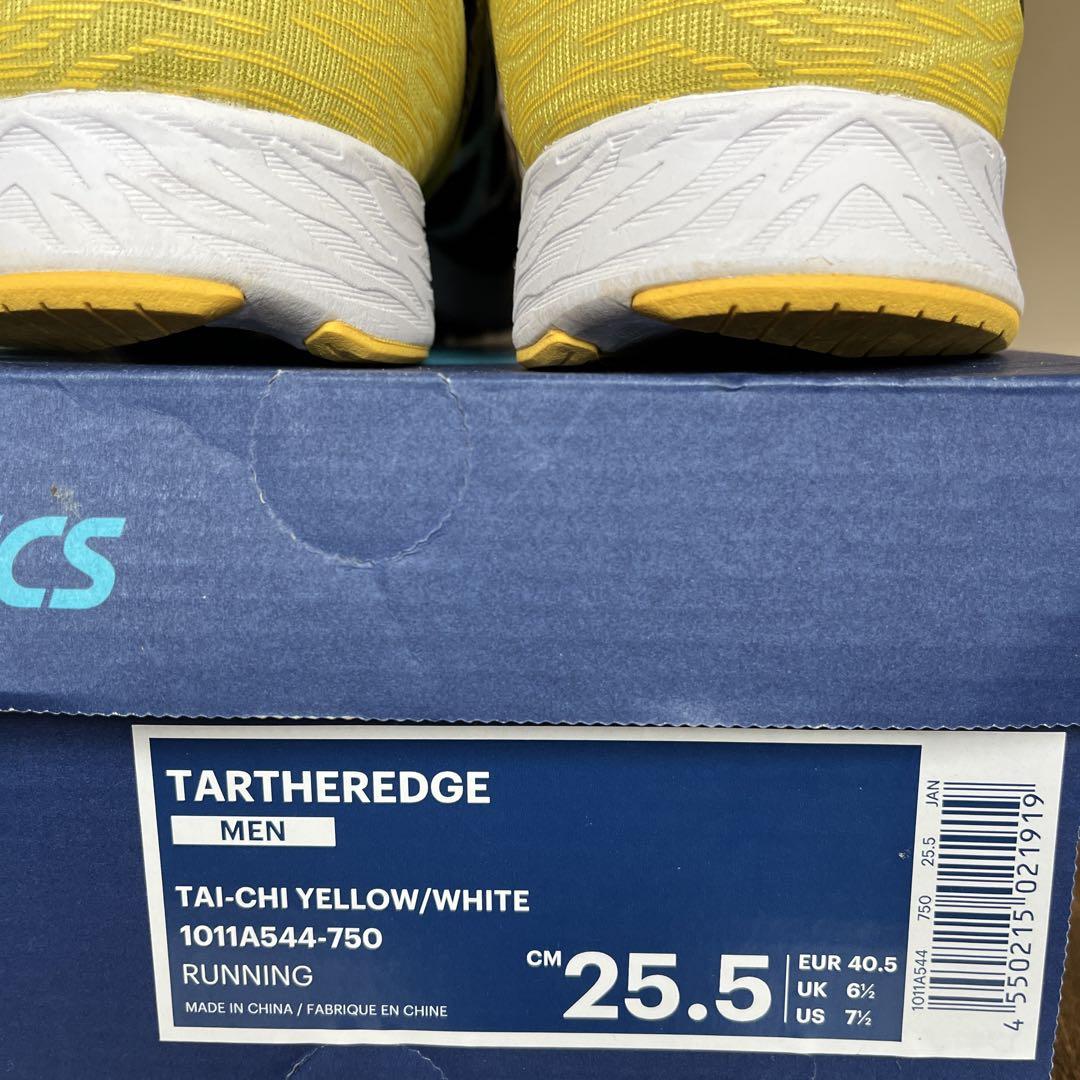 ICS
TARTHEREDGE
MEN
TAI-CHI YELLOW/WHITE
1011A544-750
RUNNING
MADE IN CHINA / FABRIQUE EN CHINE
CM 25.5
EUR 40.5
UK 6½
US 7½
1011A544 750 25.5 JAN
4 550215 021919